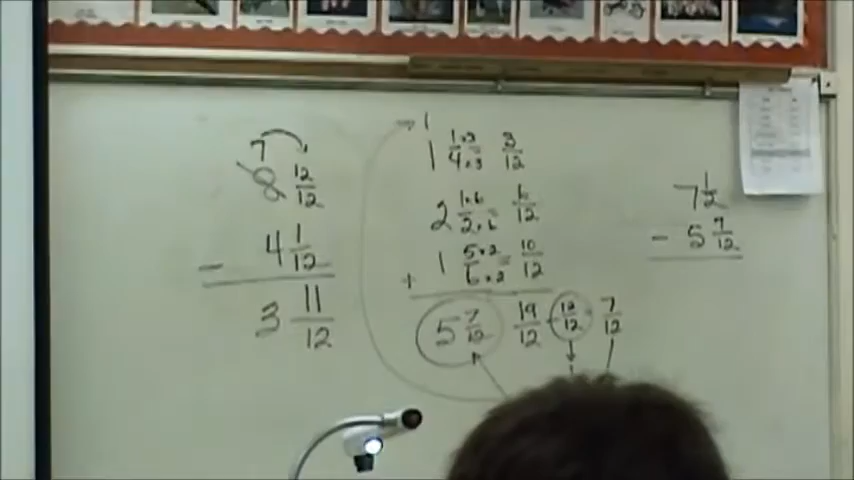 7
8 12/12
- 4 1/12
3 11/12
1
1 1·3/4·3 = 3/12
2 1·6/2·6 = 6/12
+ 1 5·2/6·2 = 10/12
5 7/12 19/12 - 12/12 = 7/12
7 1/2
- 5 7/12